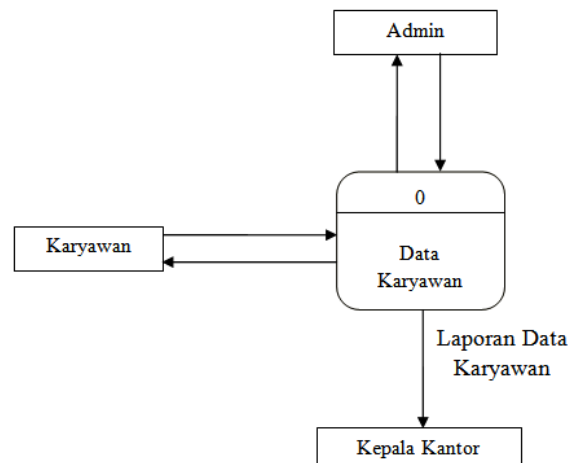 Admin
0
Karyawan
Data
Karyawan
Laporan Data
Karyawan
Kepala Kantor